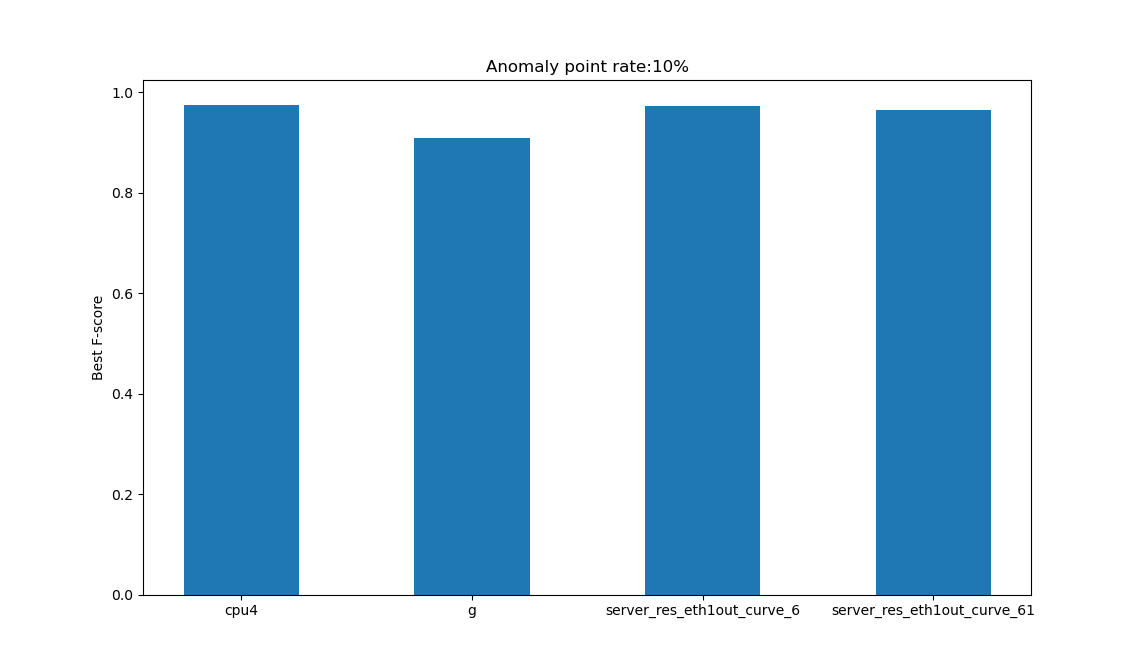 Anomaly point rate:10%
1.0
0.8
0.6
0.4
0.2
0.0
Best F-score
cpu4
g
server_res_eth1out_curve_6
server_res_eth1out_curve_61